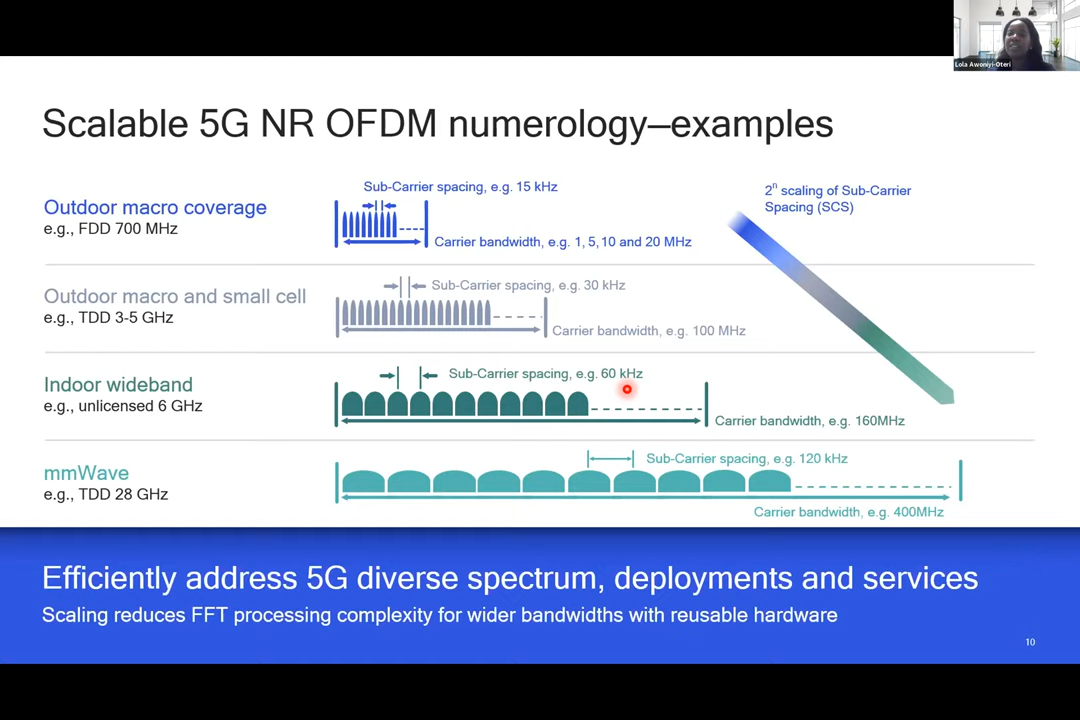 Lola Awoniyi-Oteri
Scalable 5G NR OFDM numerology—examples
Sub-Carrier spacing, e.g. 15 kHz
2ⁿ scaling of Sub-Carrier
Spacing (SCS)
Outdoor macro coverage
e.g., FDD 700 MHz
Carrier bandwidth, e.g. 1, 5, 10 and 20 MHz
Outdoor macro and small cell
e.g., TDD 3-5 GHz
Sub-Carrier spacing, e.g. 30 kHz
Carrier bandwidth, e.g. 100 MHz
Indoor wideband
e.g., unlicensed 6 GHz
Sub-Carrier spacing, e.g. 60 kHz
Carrier bandwidth, e.g. 160MHz
mmWave
e.g., TDD 28 GHz
Sub-Carrier spacing, e.g. 120 kHz
Carrier bandwidth, e.g. 400MHz
Efficiently address 5G diverse spectrum, deployments and services
Scaling reduces FFT processing complexity for wider bandwidths with reusable hardware
10